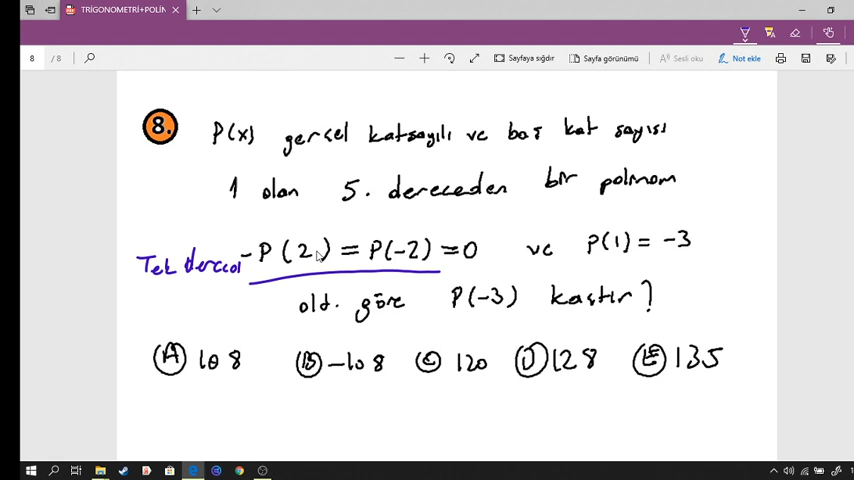 TRİGONOMETRİ+POLİN
8 /8
Sayfaya sığdır
Sayfa görünümü
Sesli oku
Not ekle
8.
P(x) gerçel katsayılı ve baş kat sayısı
1 olan 5. dereceden bir polinom
Tek dereceli -P(2) = P(-2) = 0 ve P(1) = -3
old. göre P(-3) kaçtır?
A 108 B -108 C 120 D 128 E 135